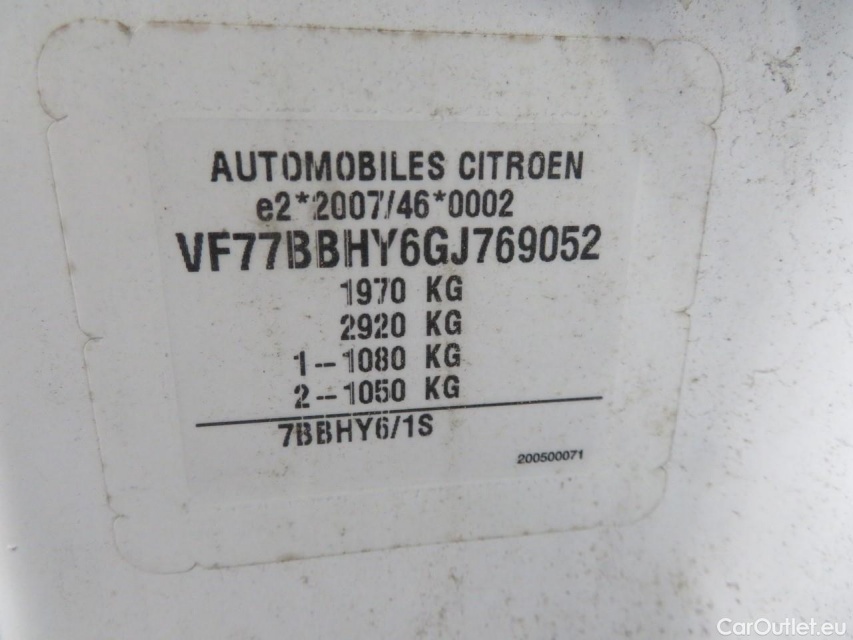 AUTOMOBILES CITROEN
e2*2007/46*0002
VF77BBHY6GJ769052
1970 KG
2920 KG
1--1080 KG
2--1050 KG
7BBHY6/1S
200500071
CarOutlet.eu